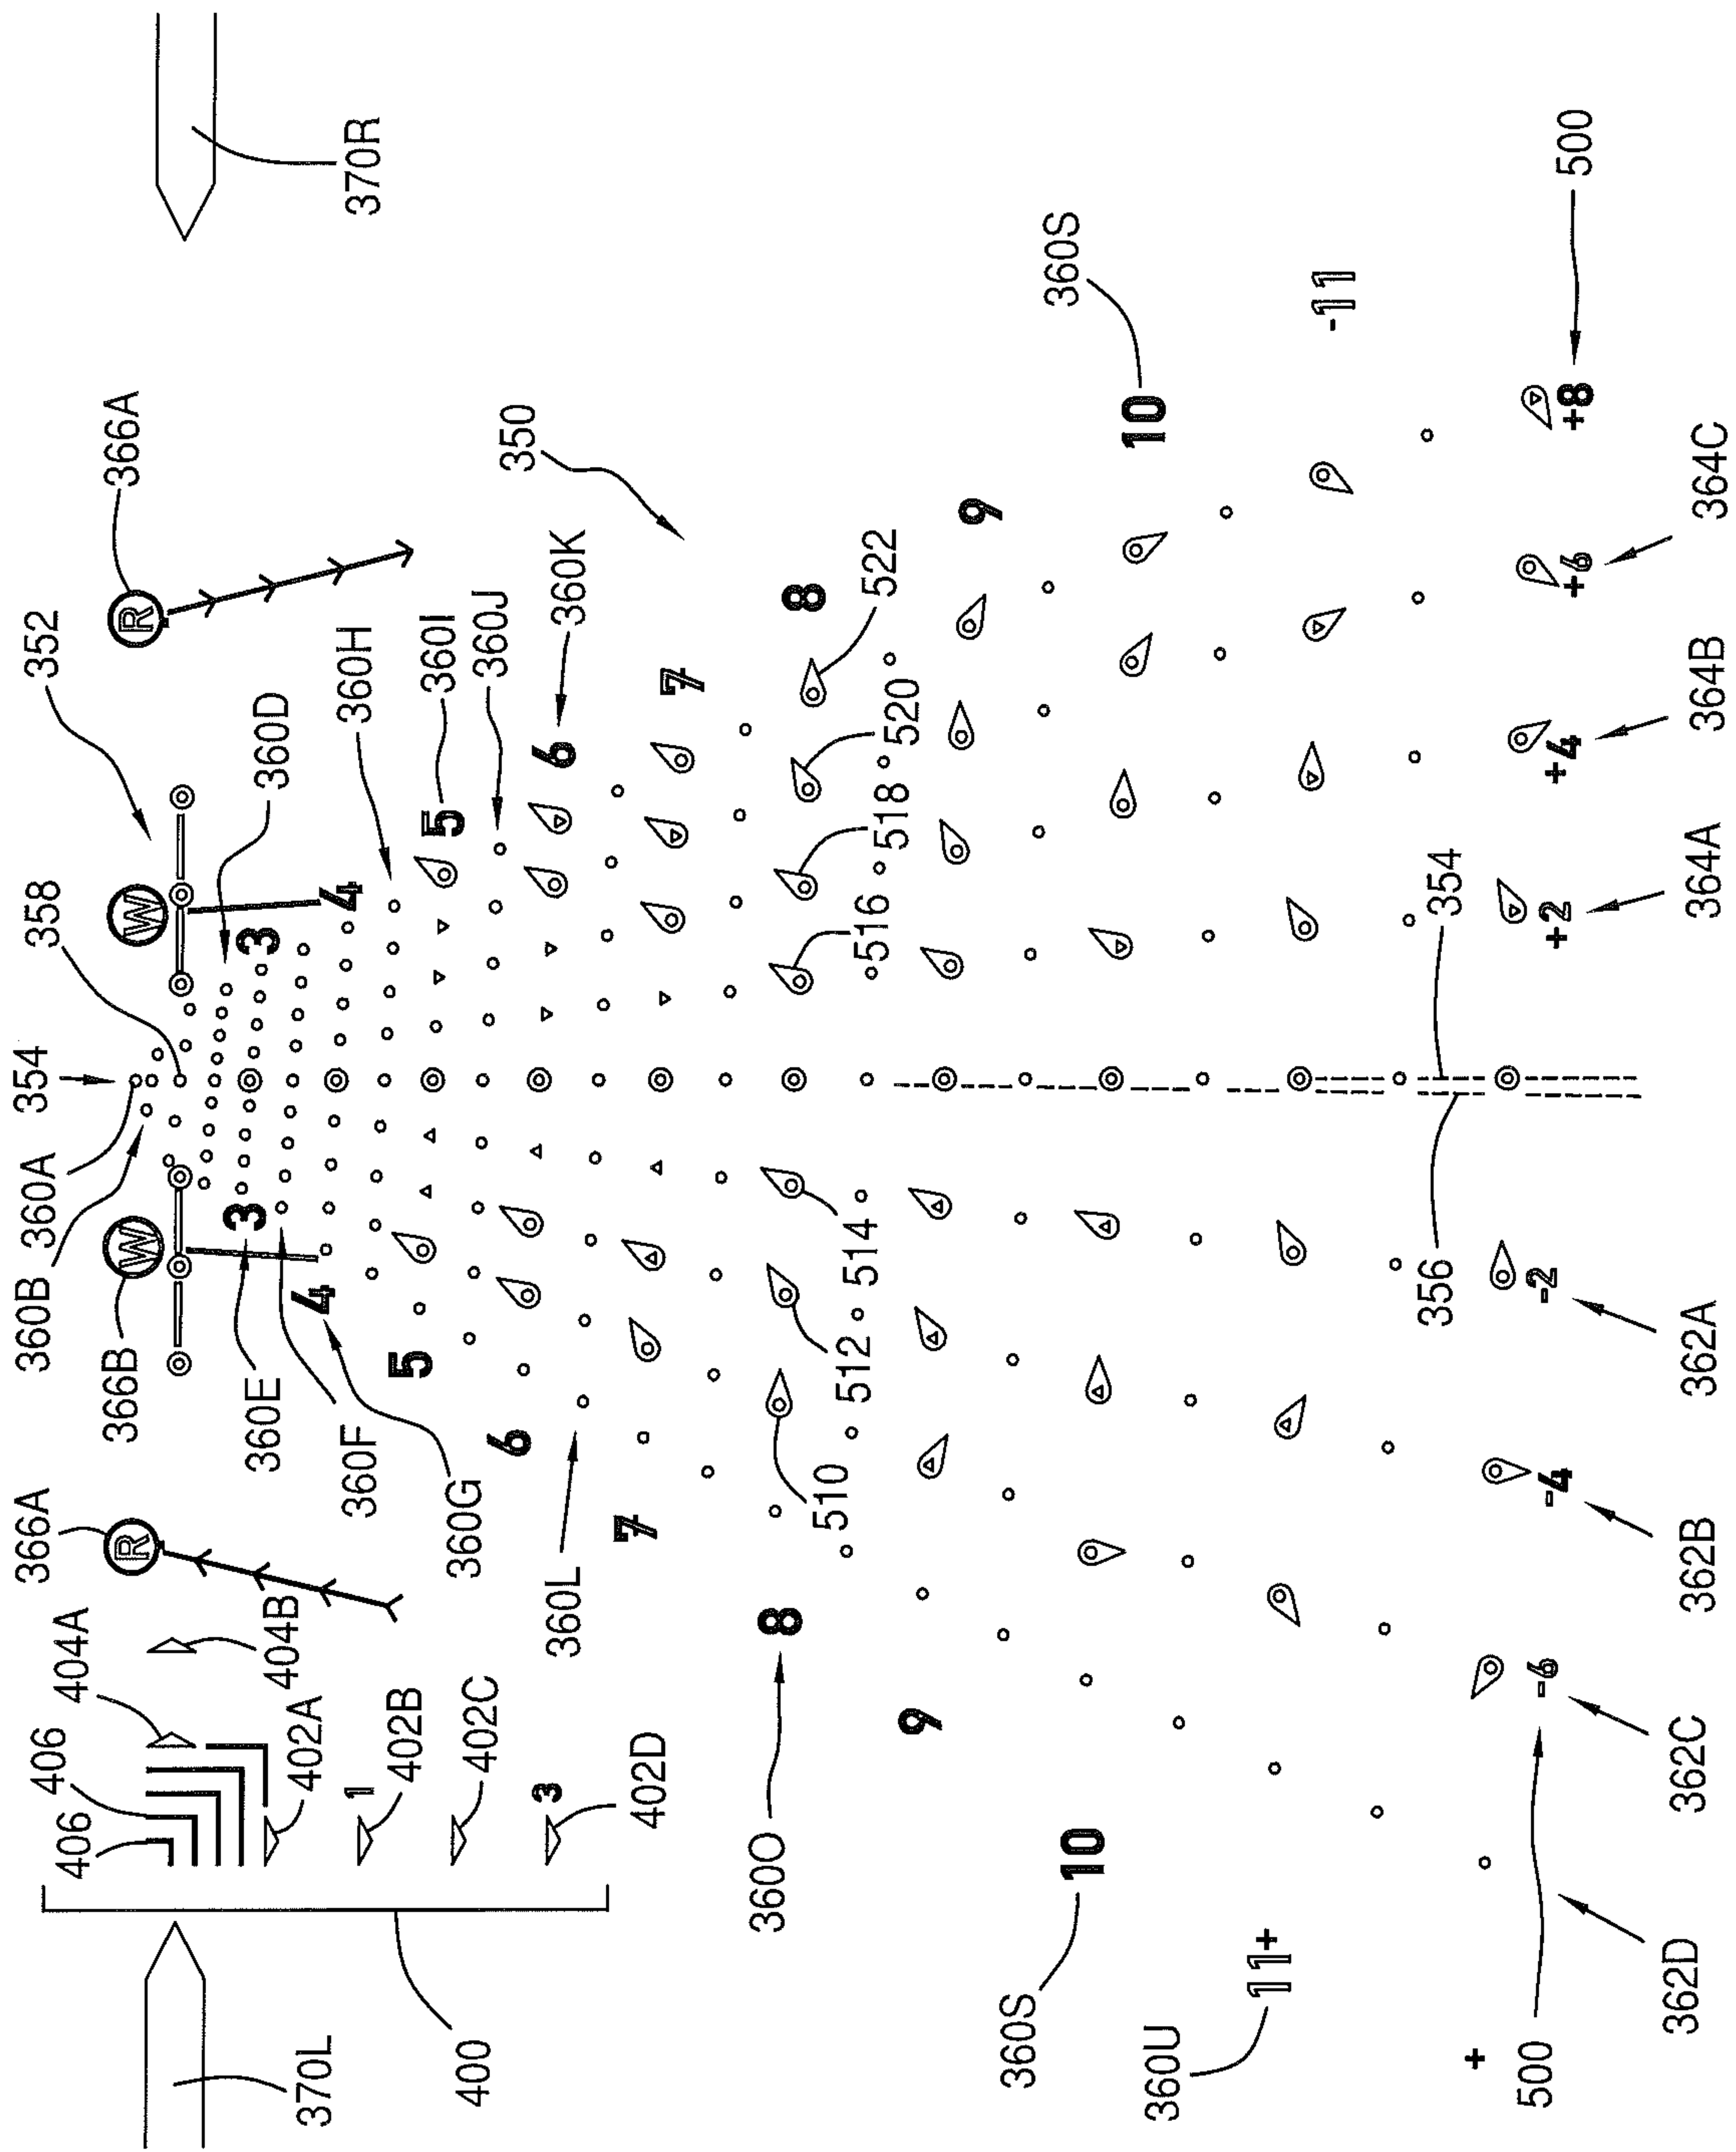 370L
400
406
406
404A
404B
402A
1
402B
402C
3
402D
366A
R
366B
W
360B
360A
354
358
W
352
366A
R
370R
3
360E
360F
4
360G
5
6
7
360L
3
360D
4
360H
5
360I
360J
6
360K
7
350
8
360O
8
9
360S
10
360U
11+
510
512
514
516
518
520
522
9
10
360S
-11
356
354
+
500
362D
-6
362C
-4
362B
-2
362A
+2
364A
+4
364B
+6
364C
+8
500